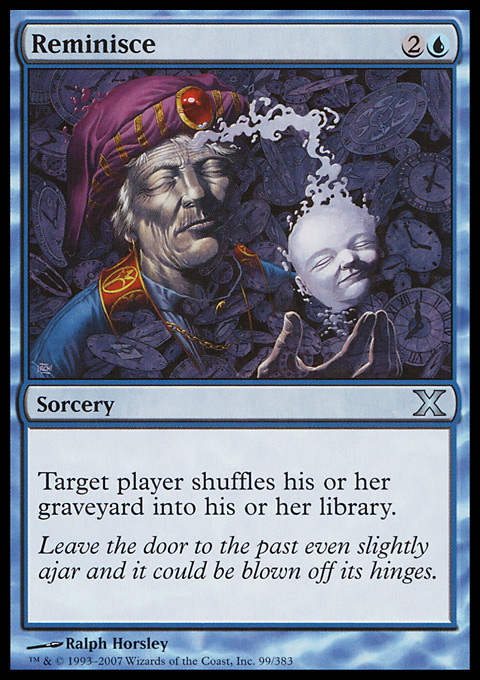 Reminisce 2
Sorcery X
Target player shuffles his or her
graveyard into his or her library.
Leave the door to the past even slightly
ajar and it could be blown off its hinges.
Ralph Horsley
™ & © 1993–2007 Wizards of the Coast, Inc. 99/383